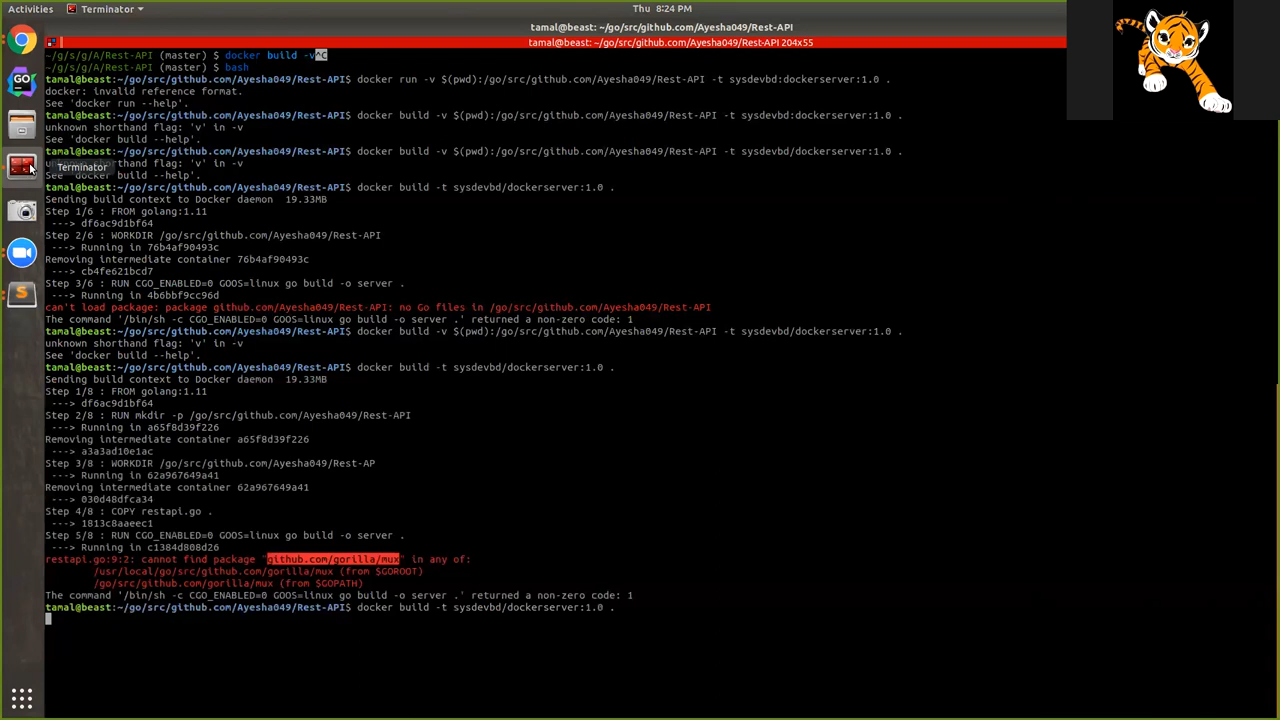 Activities
Terminator
Thu 8:24 PM
tamal@beast: ~/go/src/github.com/Ayesha049/Rest-API
tamal@beast: ~/go/src/github.com/Ayesha049/Rest-API 204x55
~/g/s/g/A/Rest-API (master) $ docker build -v^C
~/g/s/g/A/Rest-API (master) $ bash
tamal@beast:~/go/src/github.com/Ayesha049/Rest-API$ docker run -v $(pwd):/go/src/github.com/Ayesha049/Rest-API -t sysdevbd:dockerserver:1.0 .
docker: invalid reference format.
See 'docker run --help'.
tamal@beast:~/go/src/github.com/Ayesha049/Rest-API$ docker build -v $(pwd):/go/src/github.com/Ayesha049/Rest-API -t sysdevbd/dockerserver:1.0 .
unknown shorthand flag: 'v' in -v
See 'docker build --help'.
tamal@beast:~/go/src/github.com/Ayesha049/Rest-API$ docker build -v $(pwd):/go/src/github.com/Ayesha049/Rest-API -t sysdevbd/dockerserver:1.0 .
unknown shorthand flag: 'v' in -v
Terminator
See 'docker build --help'.
tamal@beast:~/go/src/github.com/Ayesha049/Rest-API$ docker build -t sysdevbd/dockerserver:1.0 .
Sending build context to Docker daemon 19.33MB
Step 1/6 : FROM golang:1.11
---> df6ac9d1bf64
Step 2/6 : WORKDIR /go/src/github.com/Ayesha049/Rest-API
---> Running in 76b4af90493c
Removing intermediate container 76b4af90493c
---> cb4fe621bcd7
Step 3/6 : RUN CGO_ENABLED=0 GOOS=linux go build -o server .
---> Running in 4b6bbf9cc96d
can't load package: package github.com/Ayesha049/Rest-API: no Go files in /go/src/github.com/Ayesha049/Rest-API
The command '/bin/sh -c CGO_ENABLED=0 GOOS=linux go build -o server .' returned a non-zero code: 1
tamal@beast:~/go/src/github.com/Ayesha049/Rest-API$ docker build -v $(pwd):/go/src/github.com/Ayesha049/Rest-API -t sysdevbd/dockerserver:1.0 .
unknown shorthand flag: 'v' in -v
See 'docker build --help'.
tamal@beast:~/go/src/github.com/Ayesha049/Rest-API$ docker build -t sysdevbd/dockerserver:1.0 .
Sending build context to Docker daemon 19.33MB
Step 1/8 : FROM golang:1.11
---> df6ac9d1bf64
Step 2/8 : RUN mkdir -p /go/src/github.com/Ayesha049/Rest-API
---> Running in a65f8d39f226
Removing intermediate container a65f8d39f226
---> a3a3ad10e1ac
Step 3/8 : WORKDIR /go/src/github.com/Ayesha049/Rest-AP
---> Running in 62a967649a41
Removing intermediate container 62a967649a41
---> 030d48dfca34
Step 4/8 : COPY restapi.go .
---> 1813c8aaeec1
Step 5/8 : RUN CGO_ENABLED=0 GOOS=linux go build -o server .
---> Running in c1384d808d26
restapi.go:9:2: cannot find package "github.com/gorilla/mux" in any of:
/usr/local/go/src/github.com/gorilla/mux (from $GOROOT)
/go/src/github.com/gorilla/mux (from $GOPATH)
The command '/bin/sh -c CGO_ENABLED=0 GOOS=linux go build -o server .' returned a non-zero code: 1
tamal@beast:~/go/src/github.com/Ayesha049/Rest-API$ docker build -t sysdevbd/dockerserver:1.0 .